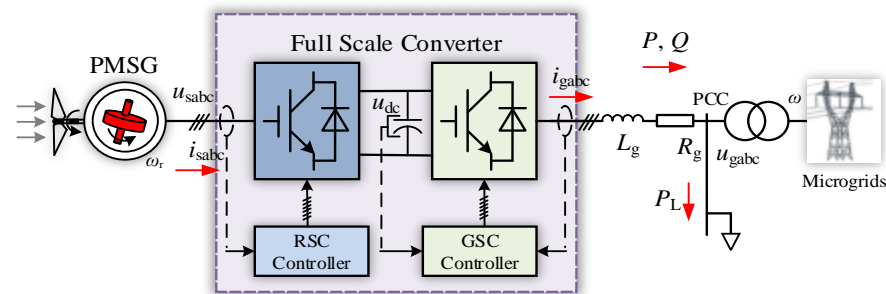 Full Scale Converter
PMSG
u_sabc
i_sabc
ω_r
u_dc
i_gabc
P, Q
L_g
R_g
PCC
u_gabc
ω
P_L
Microgrids
RSC
Controller
GSC
Controller